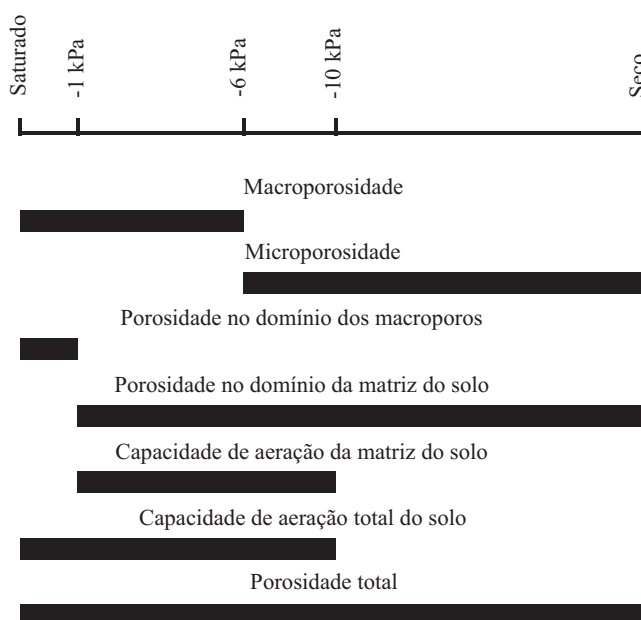 Saturado
-1 kPa
-6 kPa
-10 kPa
Seco
Macroporosidade
Microporosidade
Porosidade no domínio dos macroporos
Porosidade no domínio da matriz do solo
Capacidade de aeração da matriz do solo
Capacidade de aeração total do solo
Porosidade total